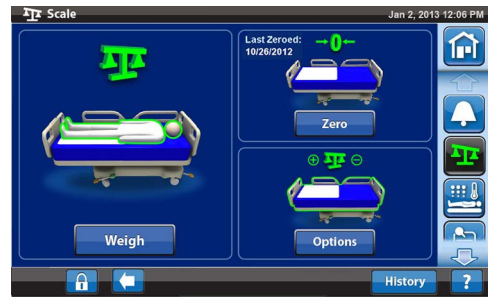 Scale
Jan 2, 2013 12:06 PM
Last Zeroed:
10/26/2012
→0←
Zero
Weigh
Options
History
?